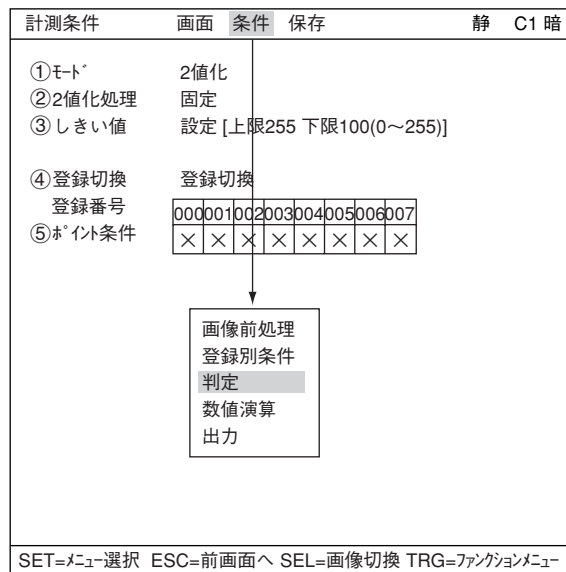 計測条件 画面 条件 保存 静 C1 暗
①ﾓｰﾄﾞ 2値化
②2値化処理 固定
③しきい値 設定 [上限255 下限100(0～255)]
④登録切換 登録切換
登録番号 000 001 002 003 004 005 006 007
⑤ﾎﾟｲﾝﾄ条件 × × × × × × × ×
画像前処理
登録別条件
判定
数値演算
出力
SET=ﾒﾆｭｰ選択 ESC=前画面へ SEL=画像切換 TRG=ﾌｧﾝｸｼｮﾝﾒﾆｭｰ